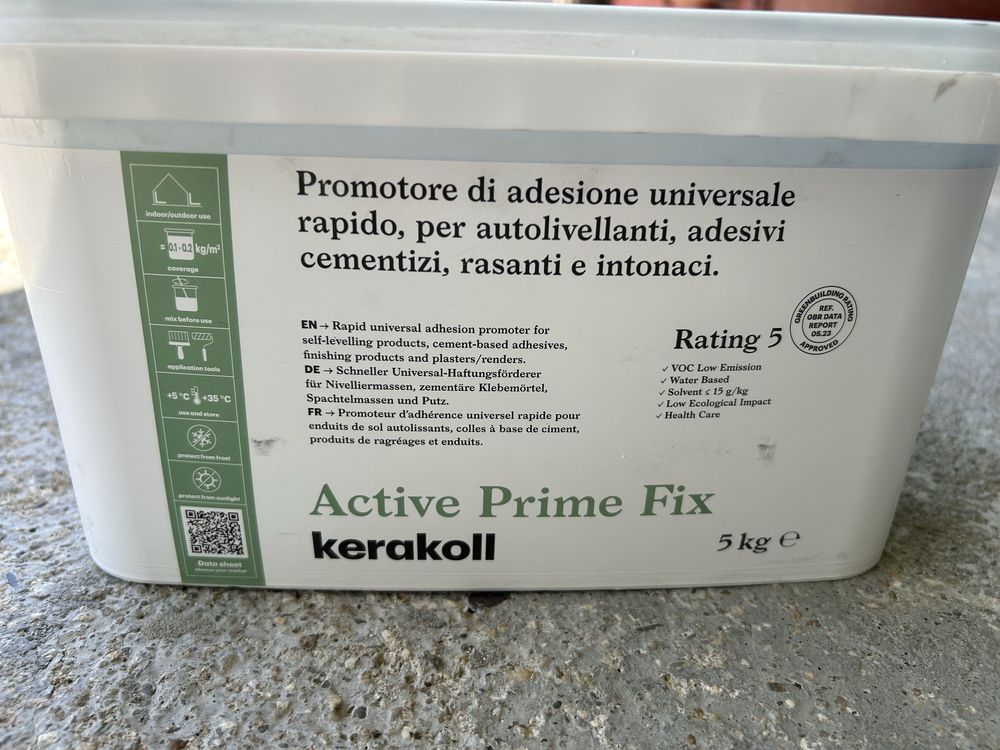 Promotore di adesione universale
rapido, per autolivellanti, adesivi
cementizi, rasanti e intonaci.
EN → Rapid universal adhesion promoter for
self-levelling products, cement-based adhesives,
finishing products and plasters/renders.
DE → Schneller Universal-Haftungsförderer
für Nivelliermassen, zementäre Klebemörtel,
Spachtelmassen und Putz.
FR → Promoteur d'adhérence universel rapide pour
enduits de sol autolissants, colles à base de ciment,
produits de ragréages et enduits.
Rating 5
✓ VOC Low Emission
✓ Water Based
✓ Solvent ≤ 15 g/kg
✓ Low Ecological Impact
✓ Health Care
GREENBUILDING RATING
REF.
GBR DATA
REPORT
05.23
APPROVED
Active Prime Fix
kerakoll
5 kg ℮
indoor/outdoor use
= 0.1-0.2 kg/m²
coverage
mix before use
application tools
+5 °C +35 °C
use and store
protect from frost
protect from sunlight
Data sheet
choose your market